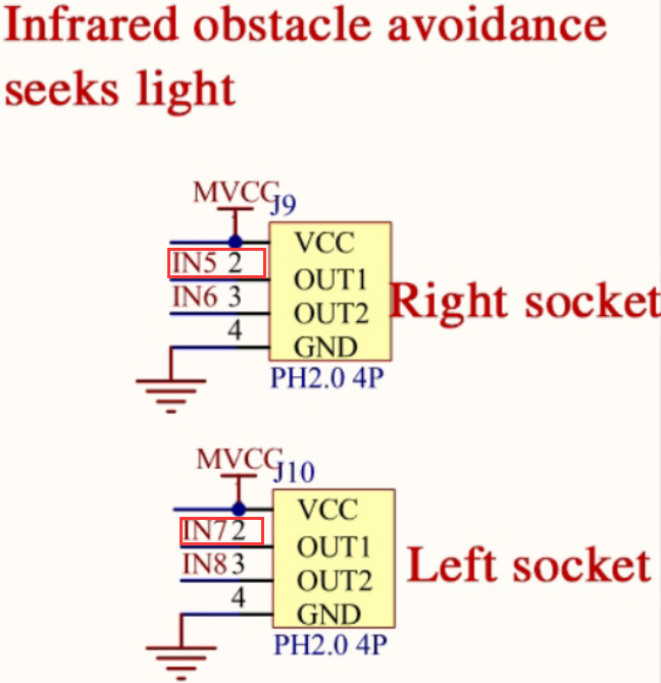 Infrared obstacle avoidance
seeks light
MVCC
J9
VCC
IN5 2
OUT1
IN6 3
OUT2
4
GND
PH2.0 4P
Right socket
MVCC
J10
VCC
IN7 2
OUT1
IN8 3
OUT2
4
GND
PH2.0 4P
Left socket